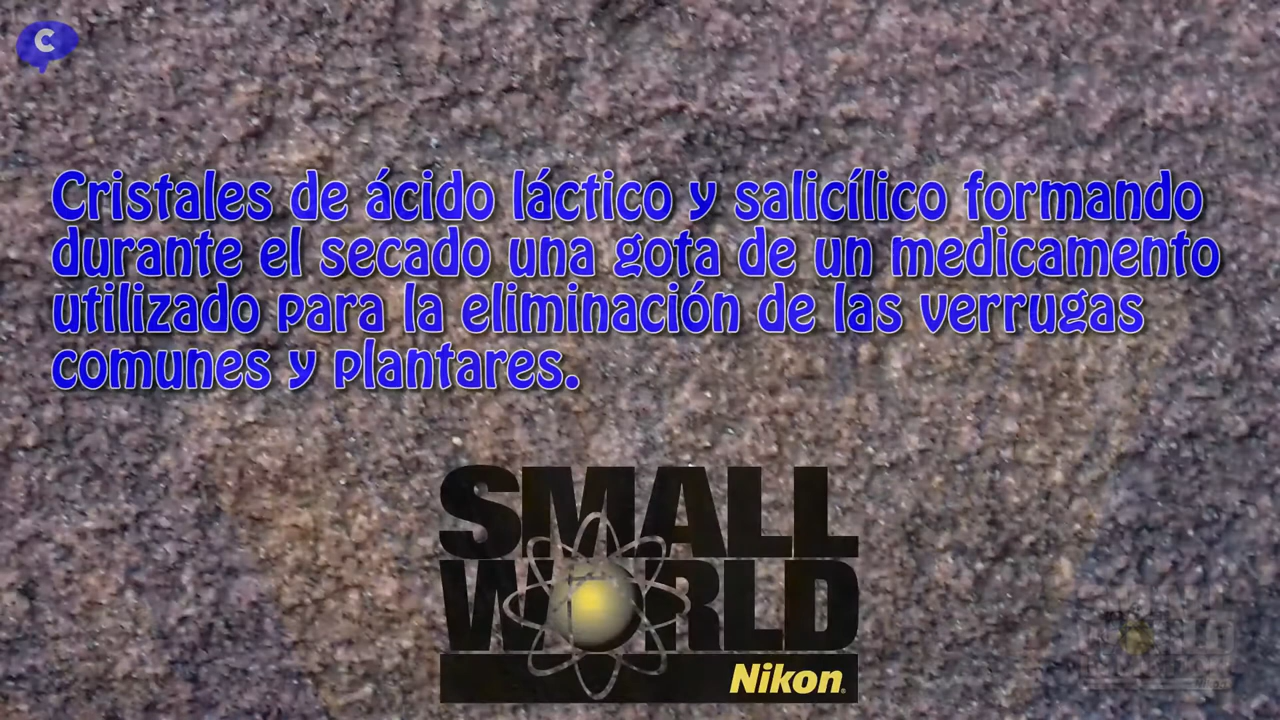 C
Cristales de ácido láctico y salicílico formando
durante el secado una gota de un medicamento
utilizado para la eliminación de las verrugas
comunes y plantares.
SMALL
WORLD
Nikon